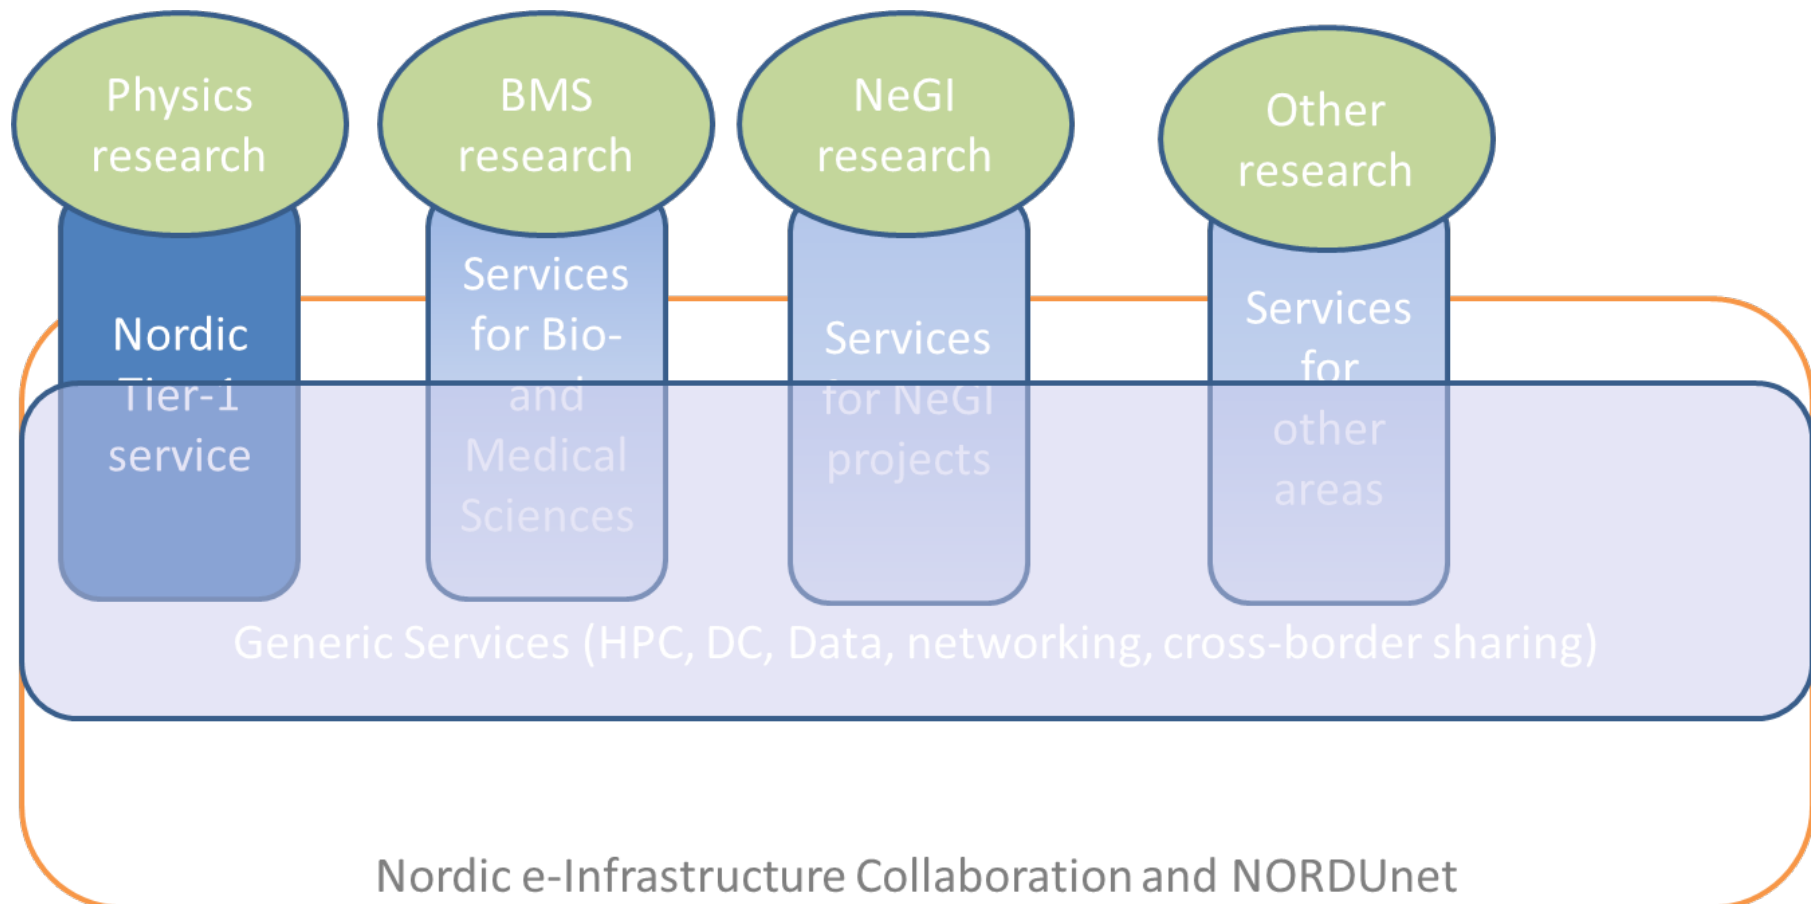 Physics
research
BMS
research
NeGI
research
Other
research
Nordic
Tier-1
service
Services
for Bio-
and
Medical
Sciences
Services
for NeGI
projects
Services
for
other
areas
Generic Services (HPC, DC, Data, networking, cross-border sharing)
Nordic e-Infrastructure Collaboration and NORDUnet